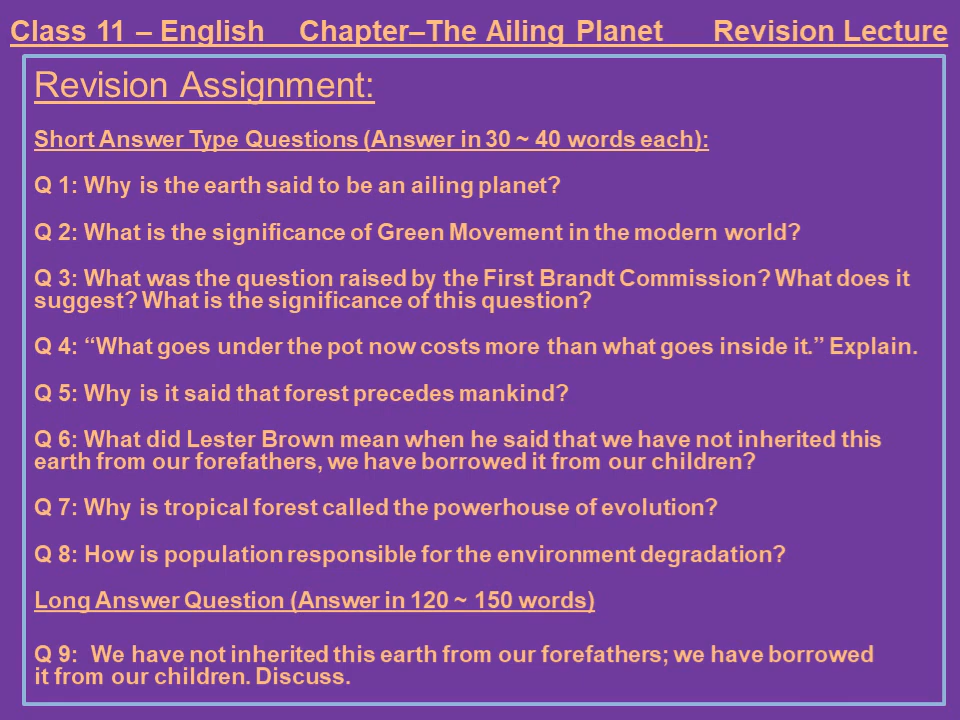 Class 11 – English    Chapter–The Ailing Planet      Revision Lecture
Revision Assignment:
Short Answer Type Questions (Answer in 30 ~ 40 words each):
Q 1: Why is the earth said to be an ailing planet?
Q 2: What is the significance of Green Movement in the modern world?
Q 3: What was the question raised by the First Brandt Commission? What does it
suggest? What is the significance of this question?
Q 4: “What goes under the pot now costs more than what goes inside it.” Explain.
Q 5: Why is it said that forest precedes mankind?
Q 6: What did Lester Brown mean when he said that we have not inherited this
earth from our forefathers, we have borrowed it from our children?
Q 7: Why is tropical forest called the powerhouse of evolution?
Q 8: How is population responsible for the environment degradation?
Long Answer Question (Answer in 120 ~ 150 words)
Q 9:  We have not inherited this earth from our forefathers; we have borrowed
it from our children. Discuss.